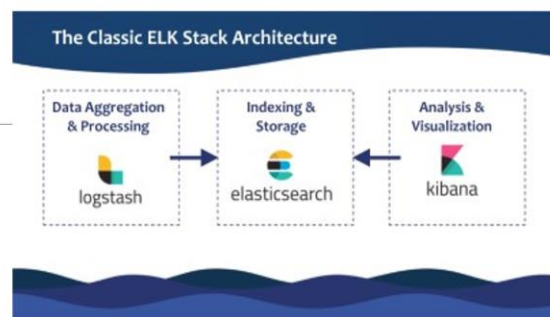 The Classic ELK Stack Architecture
Data Aggregation
& Processing
logstash
Indexing &
Storage
elasticsearch
Analysis &
Visualization
kibana